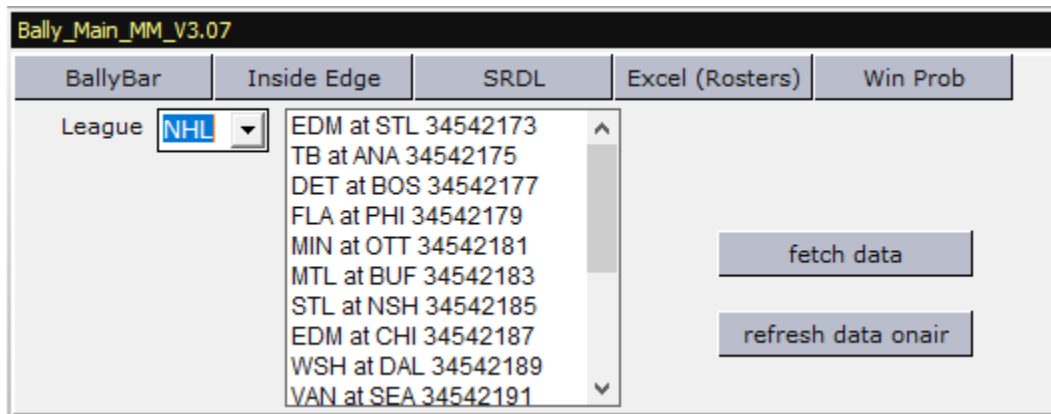 Bally_Main_MM_V3.07
BallyBar Inside Edge SRDL Excel (Rosters) Win Prob
League NHL
EDM at STL 34542173
TB at ANA 34542175
DET at BOS 34542177
FLA at PHI 34542179
MIN at OTT 34542181
MTL at BUF 34542183
STL at NSH 34542185
EDM at CHI 34542187
WSH at DAL 34542189
VAN at SEA 34542191
fetch data
refresh data onair